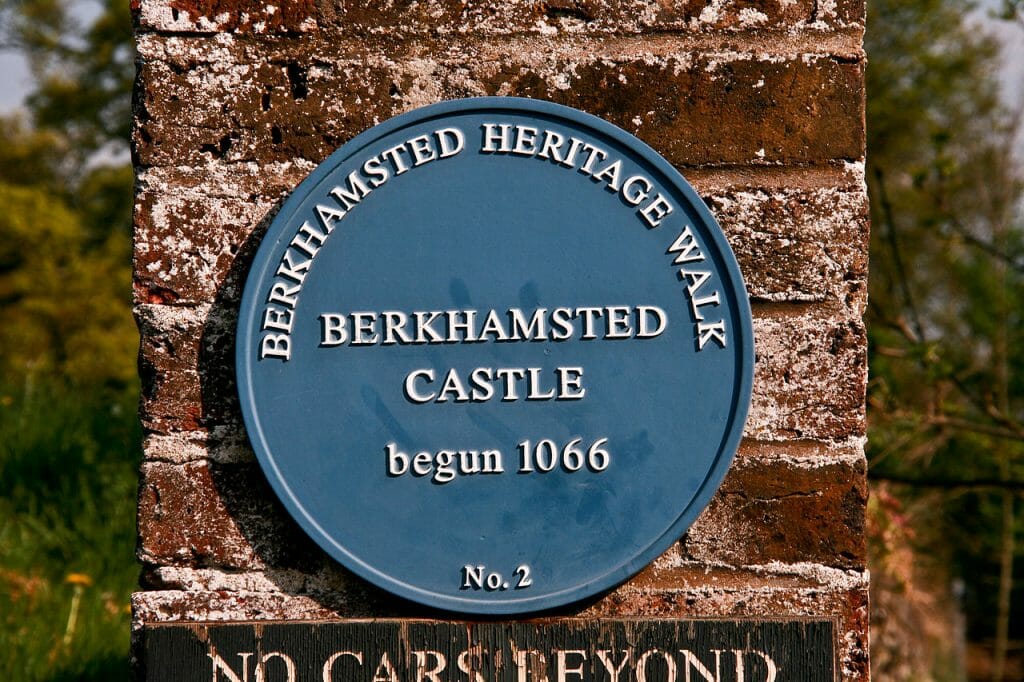 BERKHAMSTED HERITAGE WALK
BERKHAMSTED
CASTLE
begun 1066
No. 2
NO CARS BEYOND